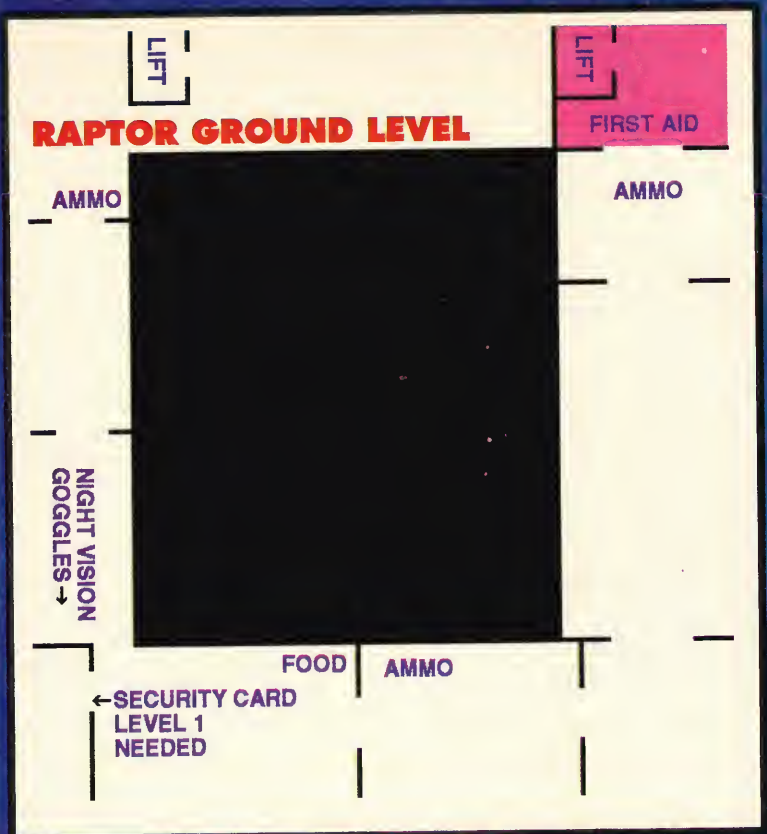 LIFT
LIFT
RAPTOR GROUND LEVEL
FIRST AID
AMMO
AMMO
NIGHT VISION
GOGGLES →
FOOD
AMMO
←SECURITY CARD
LEVEL 1
NEEDED